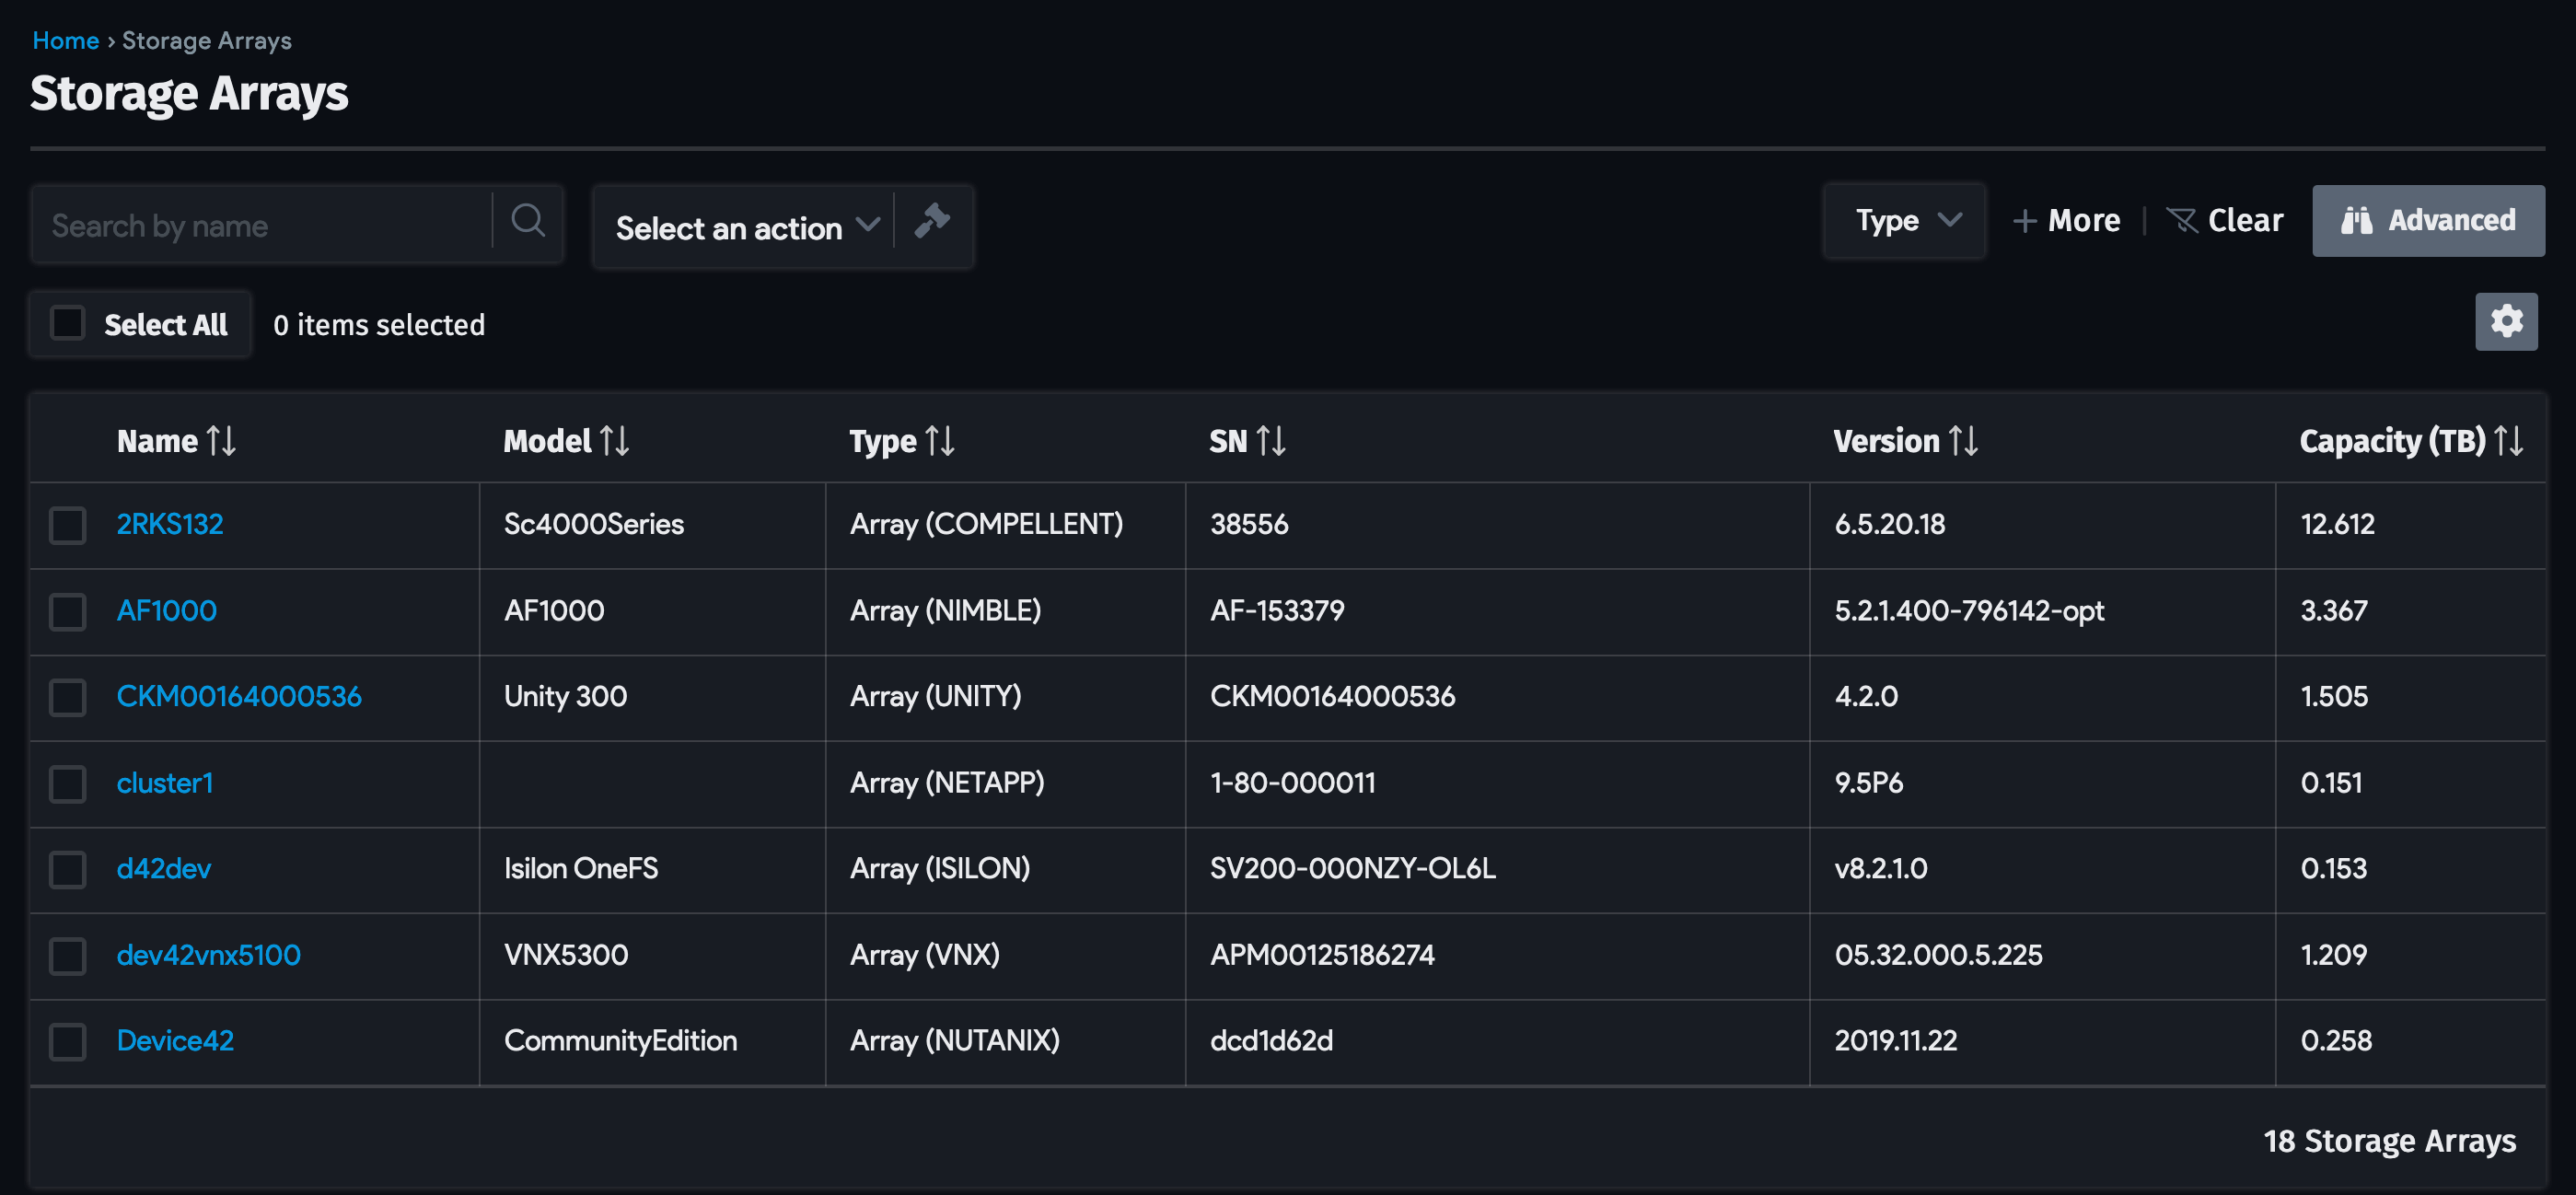 Home › Storage Arrays
Storage Arrays
Search by name Select an action Type + More Clear Advanced
Select All 0 items selected
Name Model Type SN Version Capacity (TB)
2RKS132 Sc4000Series Array (COMPELLENT) 38556 6.5.20.18 12.612
AF1000 AF1000 Array (NIMBLE) AF-153379 5.2.1.400-796142-opt 3.367
CKM00164000536 Unity 300 Array (UNITY) CKM00164000536 4.2.0 1.505
cluster1 Array (NETAPP) 1-80-000011 9.5P6 0.151
d42dev Isilon OneFS Array (ISILON) SV200-000NZY-OL6L v8.2.1.0 0.153
dev42vnx5100 VNX5300 Array (VNX) APM00125186274 05.32.000.5.225 1.209
Device42 CommunityEdition Array (NUTANIX) dcd1d62d 2019.11.22 0.258
18 Storage Arrays